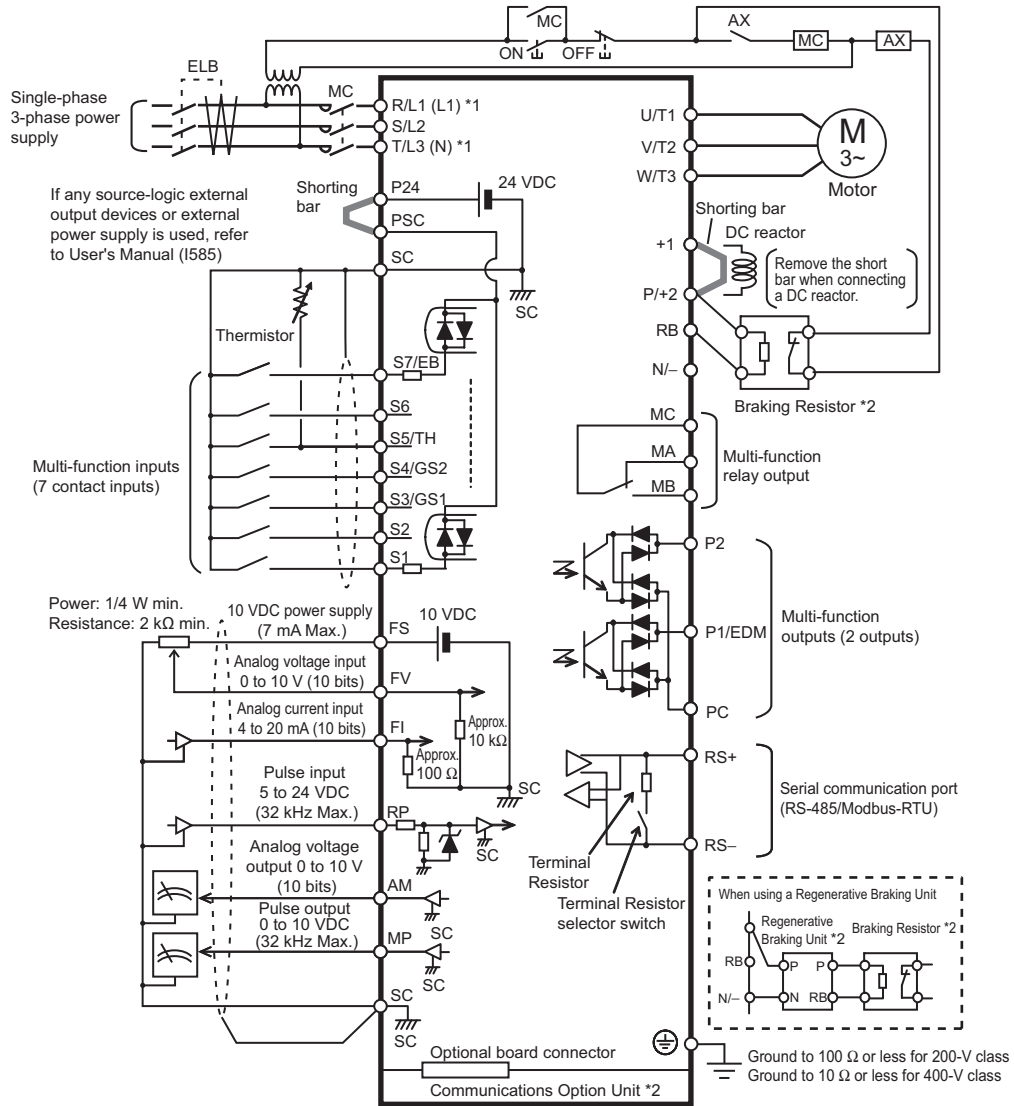 MC
AX
ON
OFF
MC
AX
ELB
MC
Single-phase
3-phase power
supply
R/L1 (L1) *1
S/L2
T/L3 (N) *1
U/T1
V/T2
W/T3
M
3~
Motor
If any source-logic external
output devices or external
power supply is used, refer
to User's Manual (I585)
Shorting
bar
P24
24 VDC
PSC
SC
SC
Shorting bar
DC reactor
+1
Remove the short
bar when connecting
a DC reactor.
P/+2
RB
N/–
Braking Resistor *2
Thermistor
S7/EB
S6
S5/TH
S4/GS2
S3/GS1
S2
S1
Multi-function inputs
(7 contact inputs)
MC
MA
MB
Multi-function
relay output
P2
P1/EDM
PC
Multi-function
outputs (2 outputs)
Power: 1/4 W min.
Resistance: 2 kΩ min.
10 VDC power supply
(7 mA Max.)
FS
10 VDC
Analog voltage input
0 to 10 V (10 bits)
FV
Analog current input
4 to 20 mA (10 bits)
FI
Approx.
10 kΩ
Approx.
100 Ω
SC
Pulse input
5 to 24 VDC
(32 kHz Max.)
RP
SC
Analog voltage
output 0 to 10 V
(10 bits)
AM
SC
Pulse output
0 to 10 VDC
(32 kHz Max.)
MP
SC
SC
SC
RS+
RS–
Serial communication port
(RS-485/Modbus-RTU)
Terminal
Resistor
Terminal Resistor
selector switch
When using a Regenerative Braking Unit
Regenerative
Braking Unit *2
Braking Resistor *2
RB
P
P
N/–
N
RB
Optional board connector
Communications Option Unit *2
Ground to 100 Ω or less for 200-V class
Ground to 10 Ω or less for 400-V class